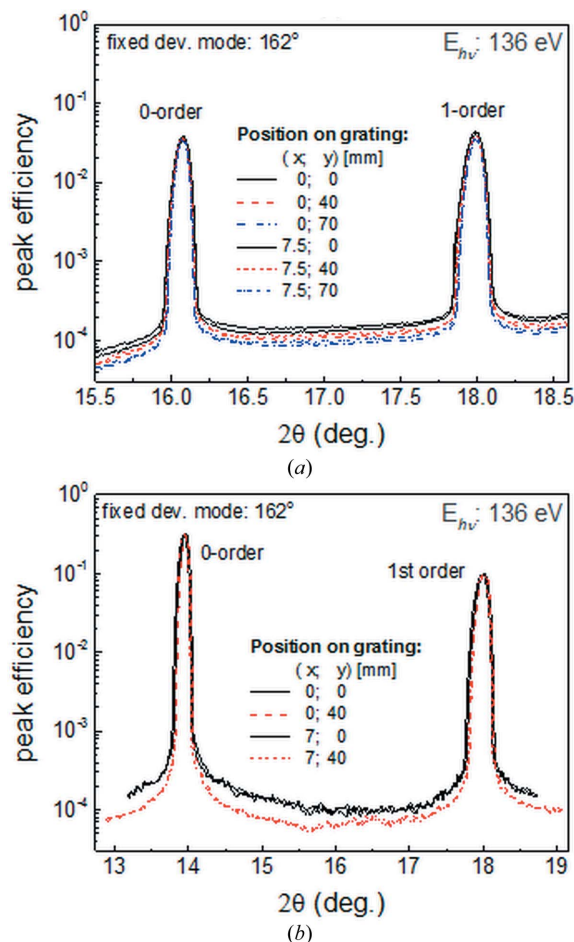 10⁰
fixed dev. mode: 162° E_hν: 136 eV
10⁻¹
0-order 1-order
Position on grating:
( x; y) [mm]
0; 0
0; 40
0; 70
7.5; 0
7.5; 40
7.5; 70
10⁻²
10⁻³
10⁻⁴
peak efficiency
15.5 16.0 16.5 17.0 17.5 18.0 18.5
2θ (deg.)
(a)
10⁰
fixed dev. mode: 162° E_hν: 136 eV
0-order
10⁻¹
1st order
Position on grating:
( x; y) [mm]
0; 0
0; 40
7; 0
7; 40
10⁻²
10⁻³
10⁻⁴
peak efficiency
13 14 15 16 17 18 19
2θ (deg.)
(b)